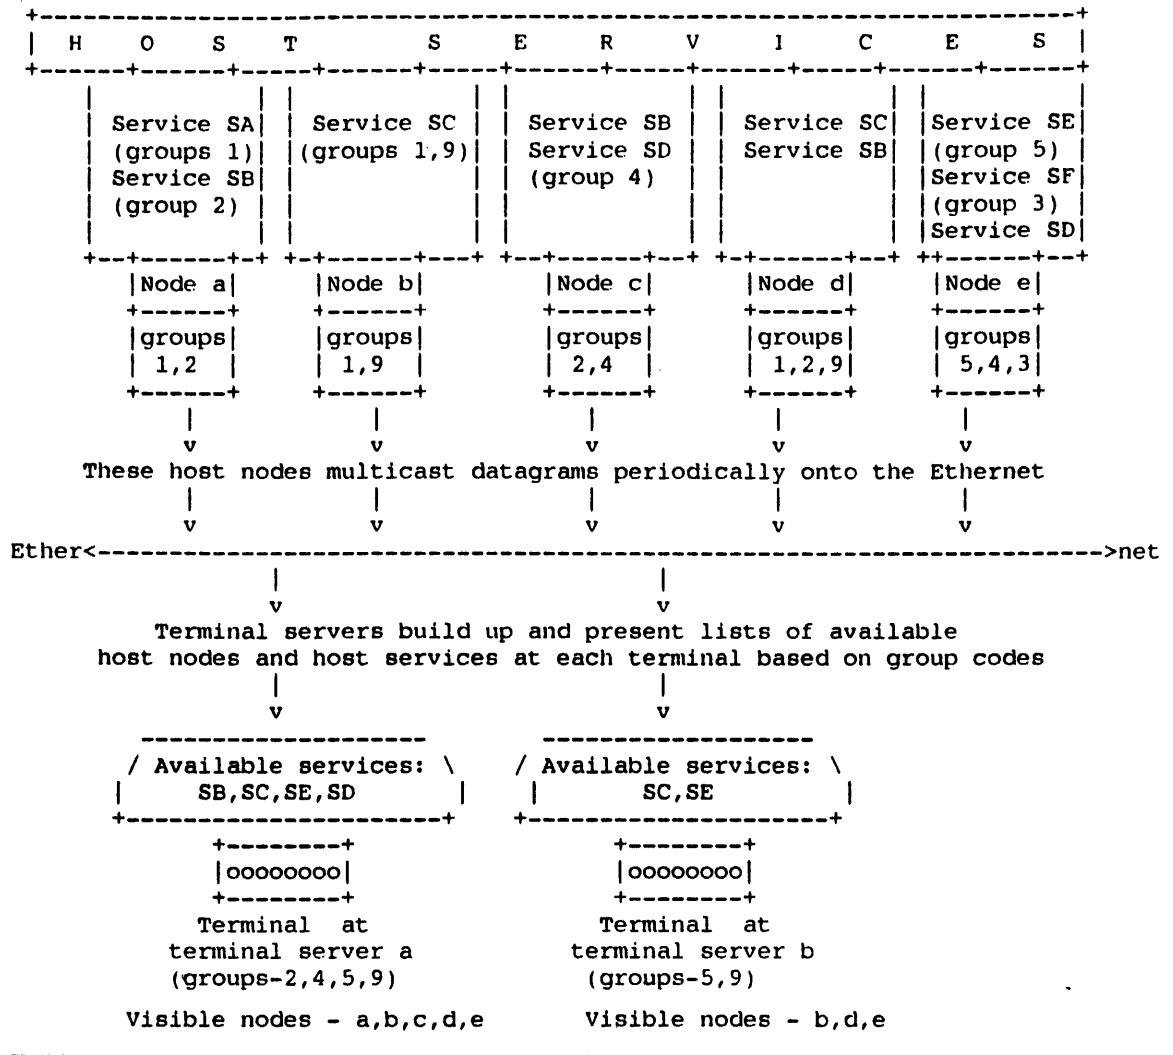 H O S T S E R V I C E S
Service SA Service SC Service SB Service SC Service SE
(groups 1) (groups 1,9) Service SD Service SB (group 5)
Service SB (group 4) Service SF
(group 2) (group 3)
Service SD
Node a Node b Node c Node d Node e
groups groups groups groups groups
1,2 1,9 2,4 1,2,9 5,4,3
v v v v v
These host nodes multicast datagrams periodically onto the Ethernet
v v v v v
Ether<---------------------------------------------------------------------->net
v v
Terminal servers build up and present lists of available
host nodes and host services at each terminal based on group codes
v v
/ Available services: \ / Available services: \
SB,SC,SE,SD SC,SE
|oooooooo| |oooooooo|
Terminal at Terminal at
terminal server a terminal server b
(groups-2,4,5,9) (groups-5,9)
Visible nodes - a,b,c,d,e Visible nodes - b,d,e